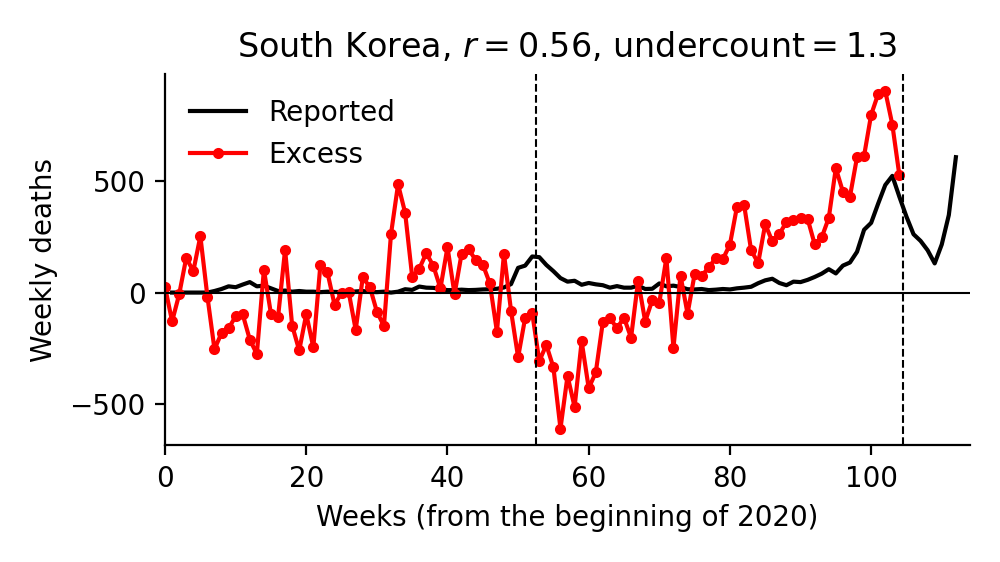 South Korea, r = 0.56, undercount = 1.3
Reported
Excess
Weekly deaths
500
0
−500
0 20 40 60 80 100
Weeks (from the beginning of 2020)